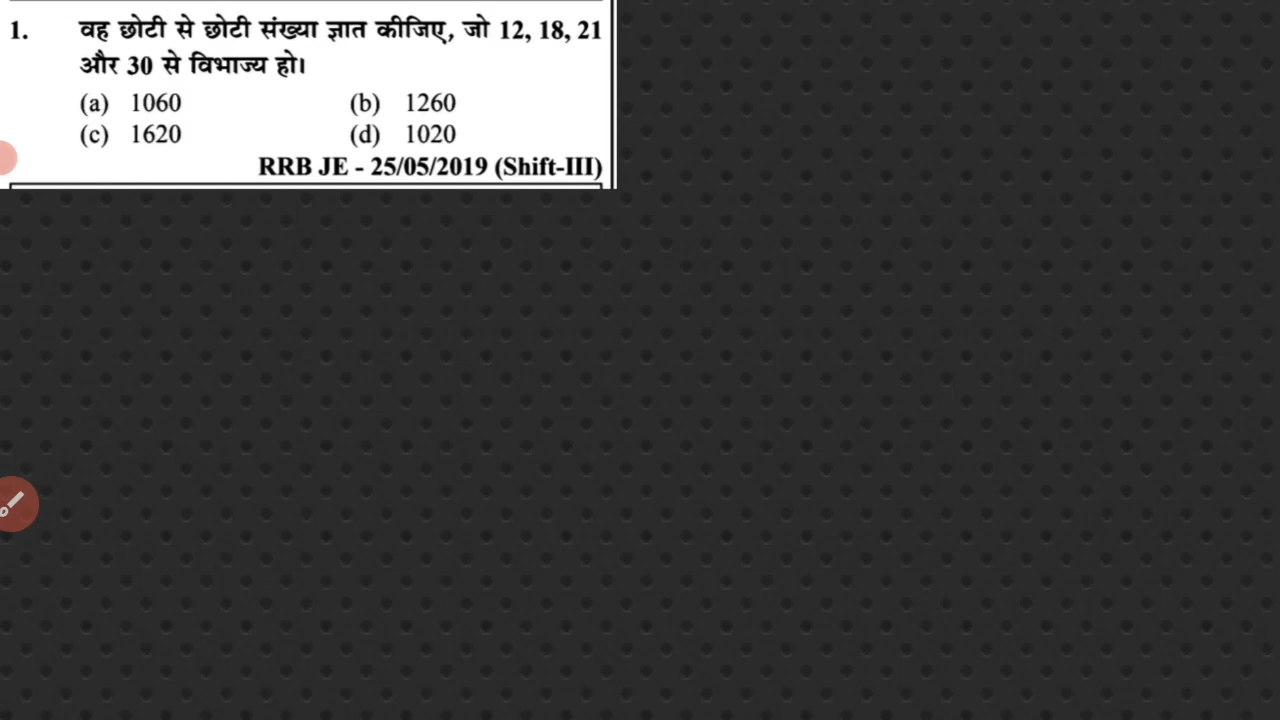 1. वह छोटी से छोटी संख्या ज्ञात कीजिए, जो 12, 18, 21
और 30 से विभाज्य हो।
(a) 1060 (b) 1260
(c) 1620 (d) 1020
RRB JE - 25/05/2019 (Shift-III)